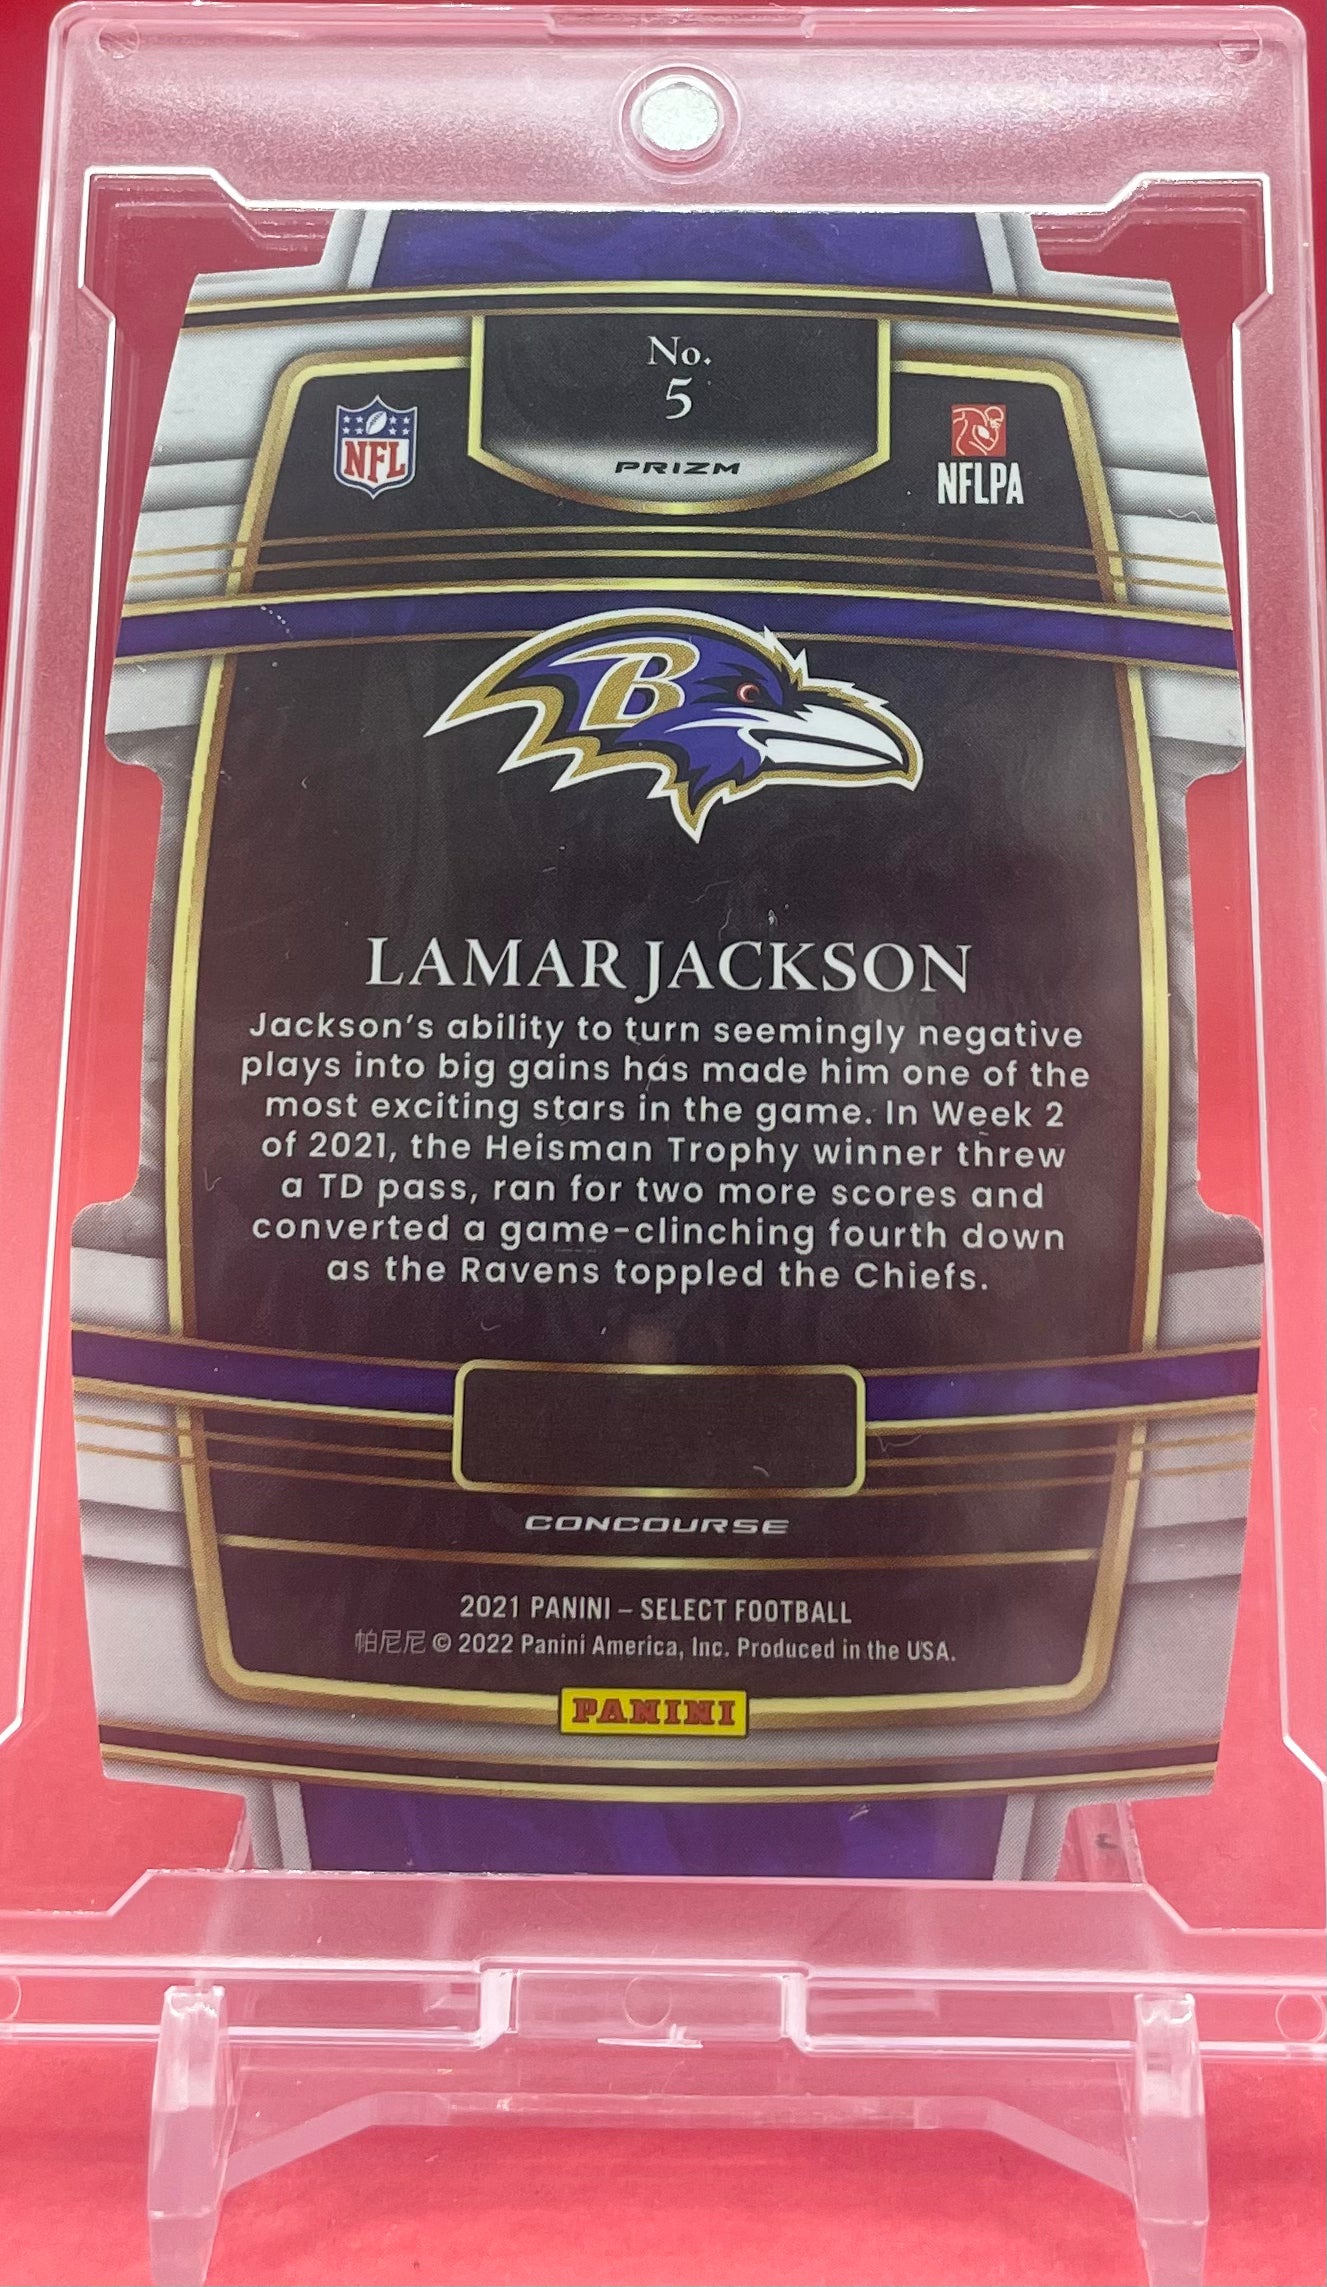 No.
5
PRIZM
NFL
NFLPA
B
LAMAR JACKSON
Jackson's ability to turn seemingly negative
plays into big gains has made him one of the
most exciting stars in the game. In Week 2
of 2021, the Heisman Trophy winner threw
a TD pass, ran for two more scores and
converted a game-clinching fourth down
as the Ravens toppled the Chiefs.
CONCOURSE
2021 PANINI – SELECT FOOTBALL
帕尼尼 © 2022 Panini America, Inc. Produced in the USA.
PANINI